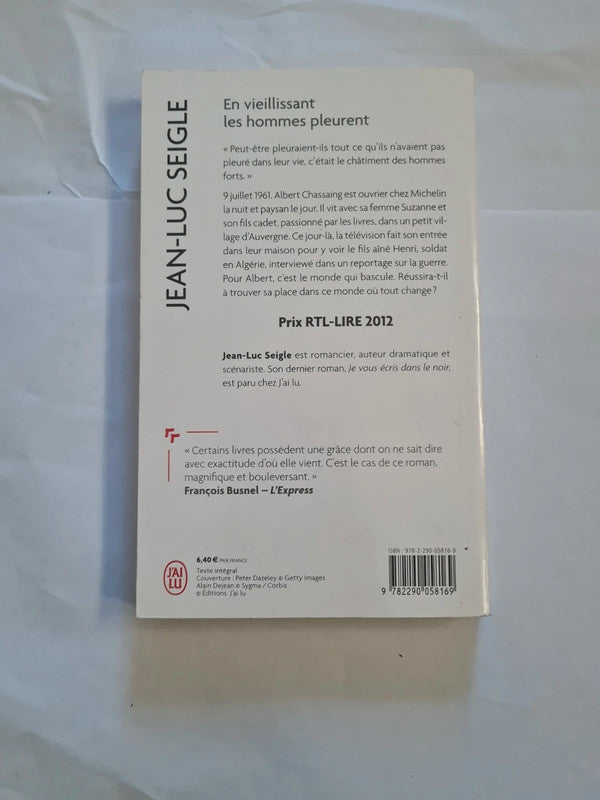 JEAN-LUC SEIGLE
En vieillissant
les hommes pleurent
« Peut-être pleuraient-ils tout ce qu'ils n'avaient pas
pleuré dans leur vie, c'était le châtiment des hommes
forts. »
9 juillet 1961. Albert Chassaing est ouvrier chez Michelin
la nuit et paysan le jour. Il vit avec sa femme Suzanne et
son fils cadet, passionné par les livres, dans un petit vil-
lage d'Auvergne. Ce jour-là, la télévision fait son entrée
dans leur maison pour y voir le fils aîné Henri, soldat
en Algérie, interviewé dans un reportage sur la guerre.
Pour Albert, c'est le monde qui bascule. Réussira-t-il
à trouver sa place dans ce monde où tout change ?
Prix RTL-LIRE 2012
Jean-Luc Seigle est romancier, auteur dramatique et
scénariste. Son dernier roman, Je vous écris dans le noir,
est paru chez J'ai lu.
« Certains livres possèdent une grâce dont on ne sait dire
avec exactitude d'où elle vient. C'est le cas de ce roman,
magnifique et bouleversant. »
François Busnel – L'Express
6,40 € PRIX FRANCE
Texte intégral
Couverture : Peter Dazeley © Getty Images
Alain Dejean © Sygma / Corbis
© Éditions J'ai lu
J'AI
LU
ISBN : 978-2-290-05816-9
9 782290 058169